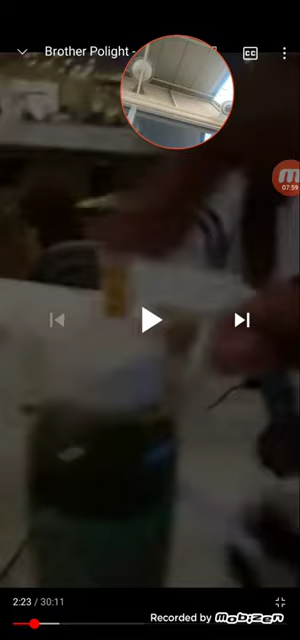 Brother Polight -
CC
07:59
2:23 / 30:11
Recorded by MOBIZEN